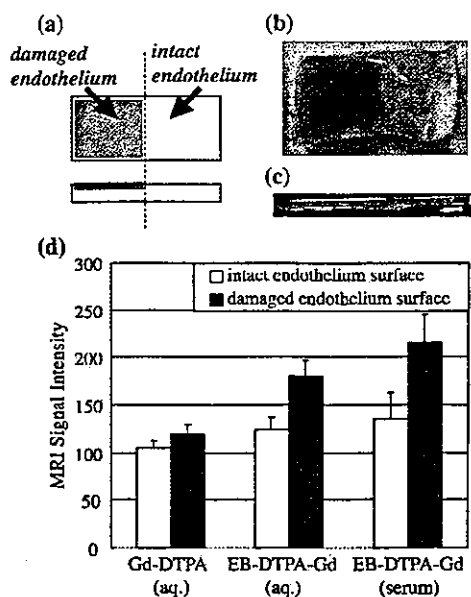 (a)
damaged
endothelium
intact
endothelium
(b)
(c)
(d)
300
250
200
150
100
50
0
MRI Signal Intensity
intact endothelium surface
damaged endothelium surface
Gd-DTPA
(aq.)
EB-DTPA-Gd
(aq.)
EB-DTPA-Gd
(serum)